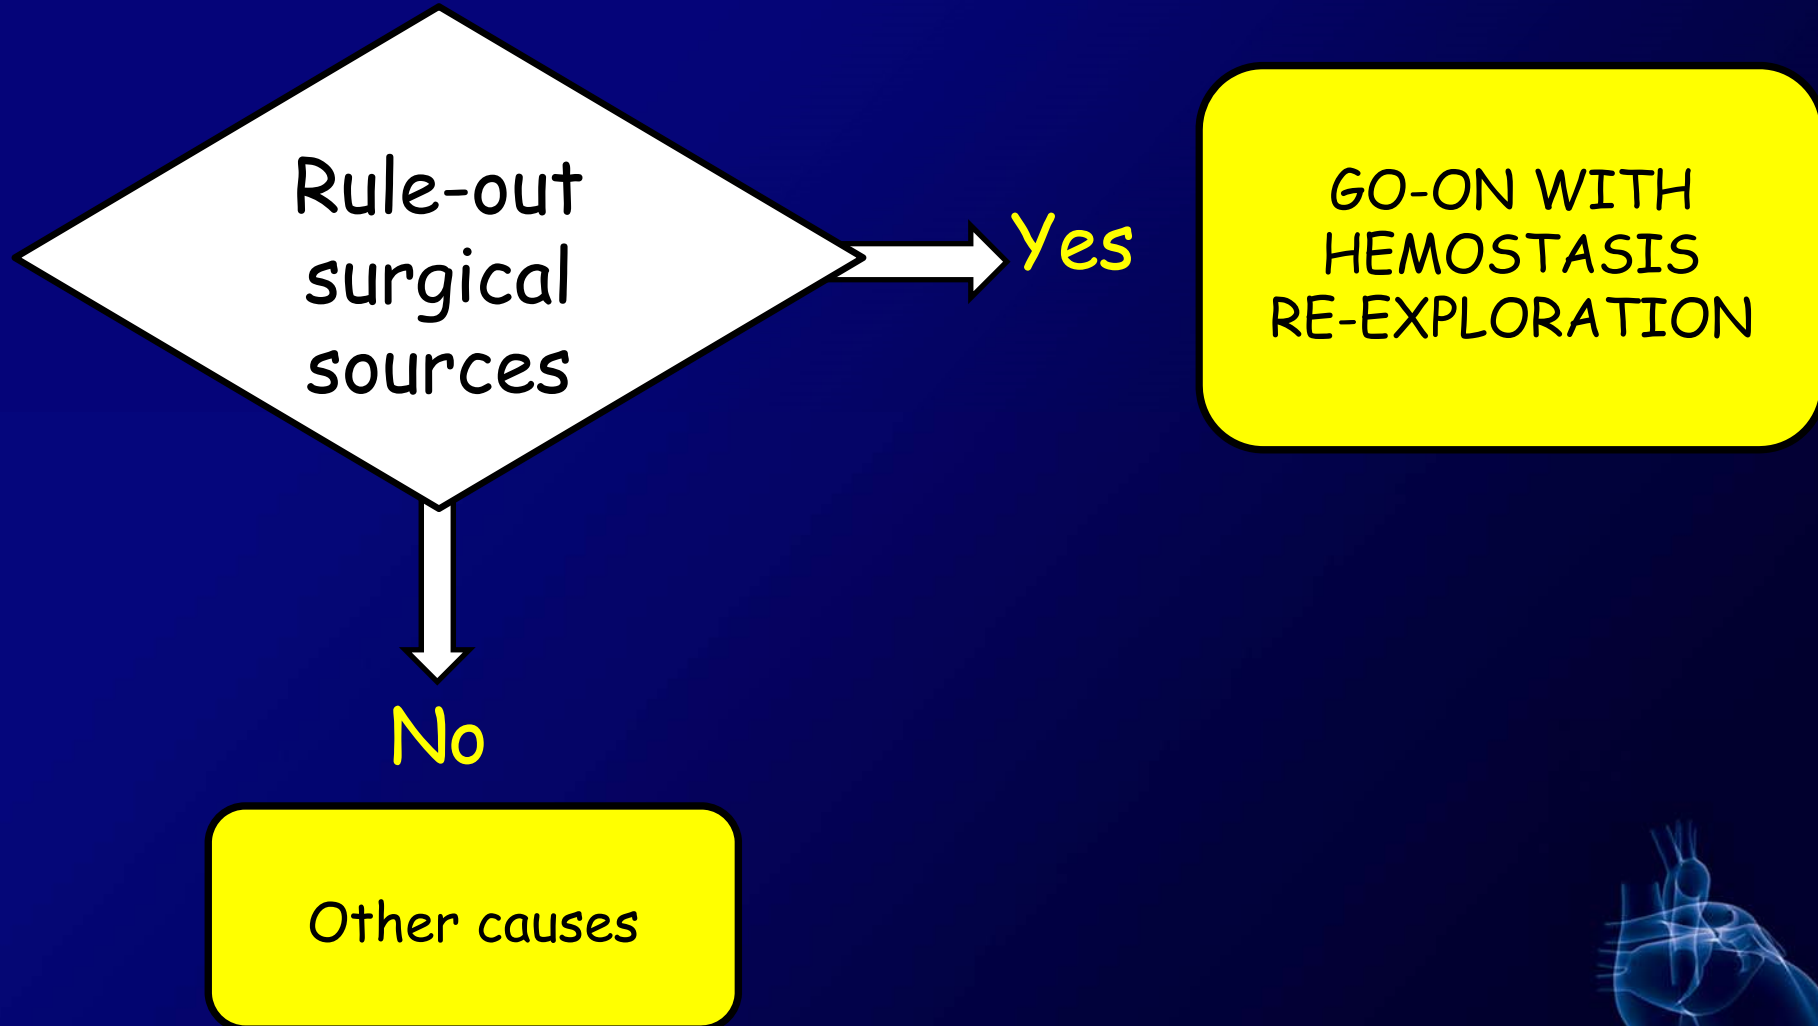 Rule-out
surgical
sources
Yes
GO-ON WITH
HEMOSTASIS
RE-EXPLORATION
No
Other causes